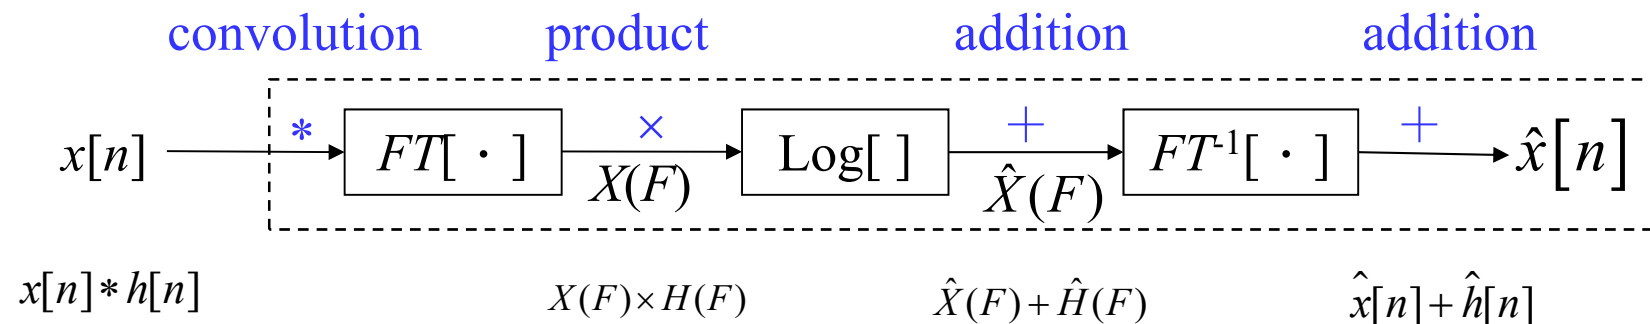 convolution product addition addition
x[n] * FT[ · ] × X(F) Log[ ] + X̂(F) FT⁻¹[ · ] + x̂[n]
x[n] * h[n] X(F) × H(F) X̂(F) + Ĥ(F) x̂[n] + ĥ[n]